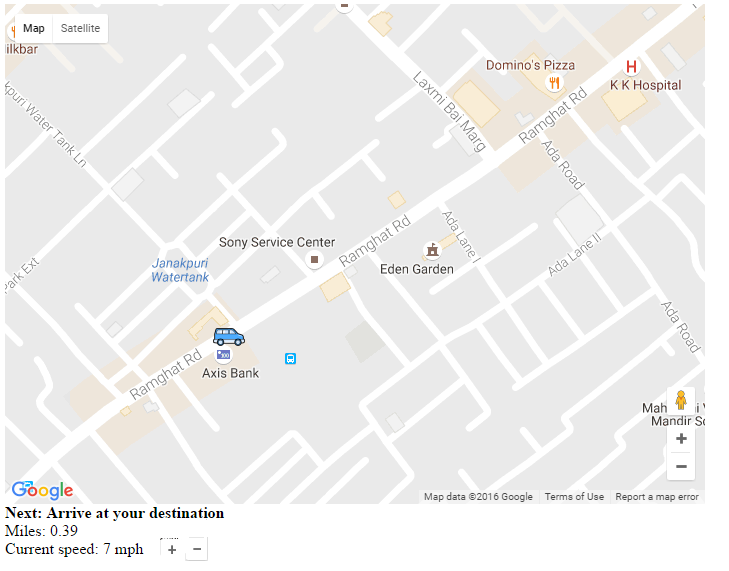 Map Satellite
ilkbar
Domino's Pizza
K K Hospital
Laxmi Bai Marg
Ramghat Rd
kpuri Water Tank Ln
Ada Road
Sony Service Center
Ramghat Rd
Ada Lane I
Eden Garden
Ada Lane II
Janakpuri
Watertank
Park Ext
Ada Road
Ramghat Rd
Axis Bank
Mandir
Google
Map data ©2016 Google Terms of Use Report a map error
Next: Arrive at your destination
Miles: 0.39
Current speed: 7 mph + −